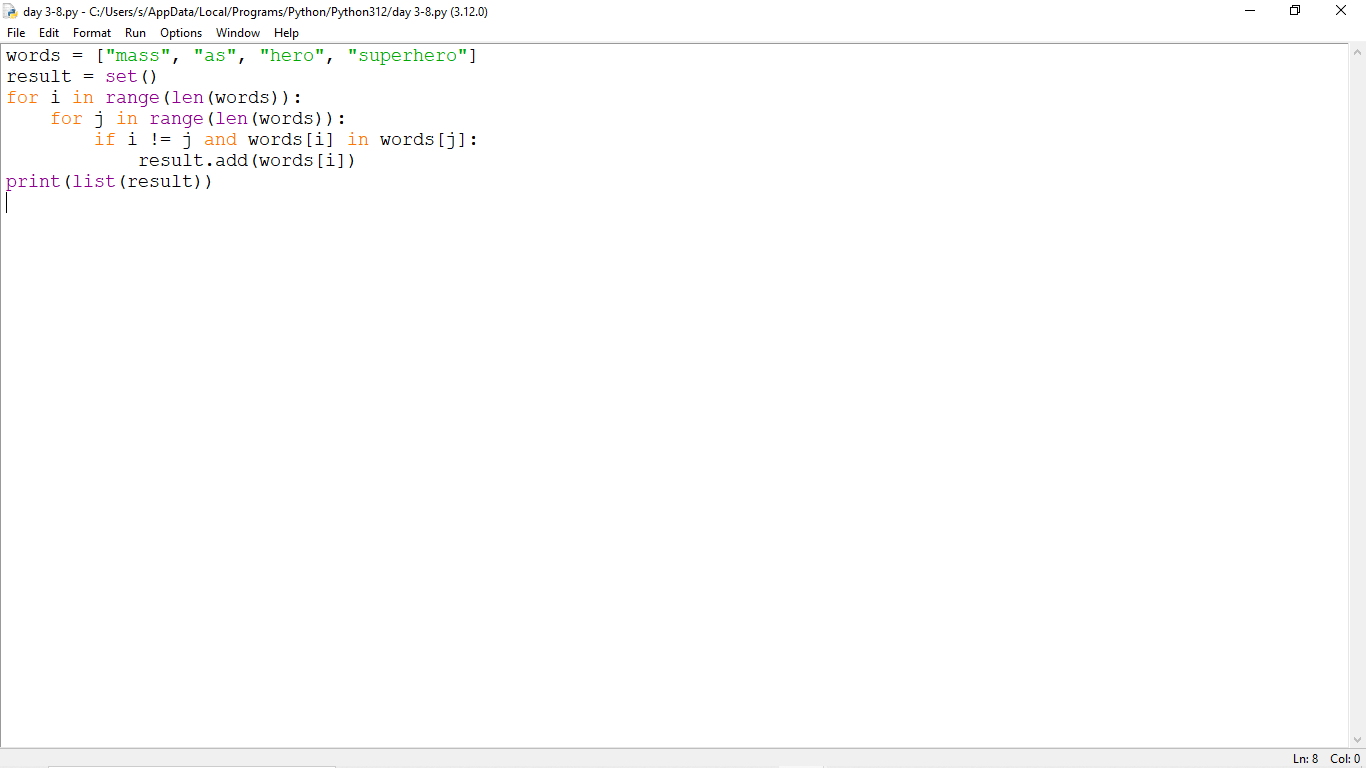 day 3-8.py - C:/Users/s/AppData/Local/Programs/Python/Python312/day 3-8.py (3.12.0)
File Edit Format Run Options Window Help
words = ["mass", "as", "hero", "superhero"]
result = set()
for i in range(len(words)):
    for j in range(len(words)):
        if i != j and words[i] in words[j]:
            result.add(words[i])
print(list(result))
Ln: 8 Col: 0